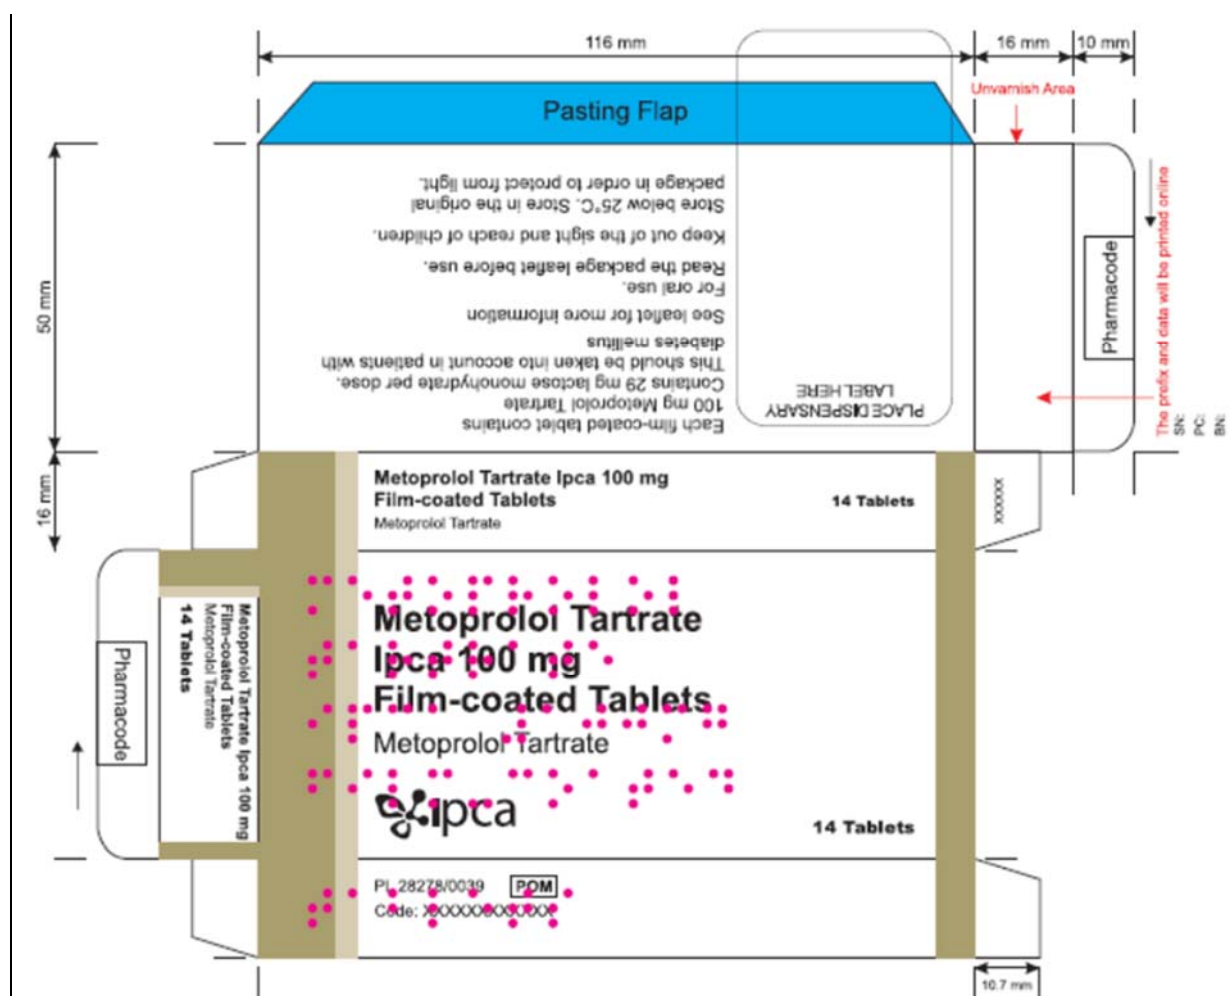 116 mm
16 mm
10 mm
Unvarnish Area
Pasting Flap
50 mm
16 mm
Each film-coated tablet contains
100 mg Metoprolol Tartrate
Contains 29 mg lactose monohydrate per dose.
This should be taken into account in patients with
diabetes mellitus
See leaflet for more information
For oral use.
Read the package leaflet before use.
Keep out of the sight and reach of children.
Store below 25°C. Store in the original
package in order to protect from light.
PLACE DISPENSARY
LABEL HERE
Pharmacode
The prefix and data will be printed online
SN:
PC:
BN:
Metoprolol Tartrate Ipca 100 mg
Film-coated Tablets
Metoprolol Tartrate
14 Tablets
XXXXXX
Metoprolol Tartrate Ipca 100 mg
Film-coated Tablets
Metoprolol Tartrate
14 Tablets
Pharmacode
Metoprolol Tartrate
Ipca 100 mg
Film-coated Tablets
Metoprolol Tartrate
ipca
14 Tablets
PL 28278/0039 POM
Code: XXXXXXXXXXXXX
10.7 mm